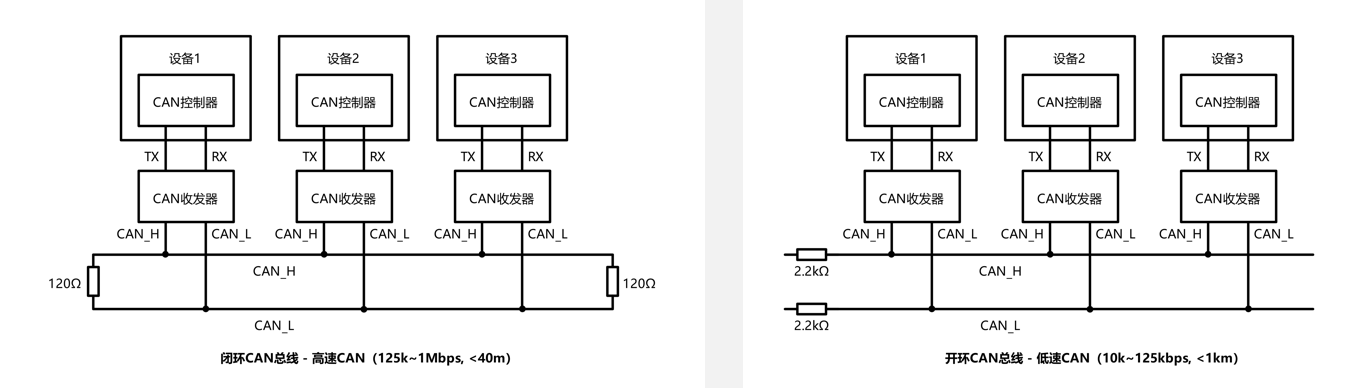 设备1
设备2
设备3
CAN控制器
CAN控制器
CAN控制器
TX
RX
TX
RX
TX
RX
CAN收发器
CAN收发器
CAN收发器
CAN_H
CAN_L
CAN_H
CAN_L
CAN_H
CAN_L
CAN_H
120Ω
120Ω
CAN_L
闭环CAN总线 - 高速CAN（125k~1Mbps, <40m）
设备1
设备2
设备3
CAN控制器
CAN控制器
CAN控制器
TX
RX
TX
RX
TX
RX
CAN收发器
CAN收发器
CAN收发器
CAN_H
CAN_L
CAN_H
CAN_L
CAN_H
CAN_L
2.2kΩ
CAN_H
2.2kΩ
CAN_L
开环CAN总线 - 低速CAN（10k~125kbps, <1km）